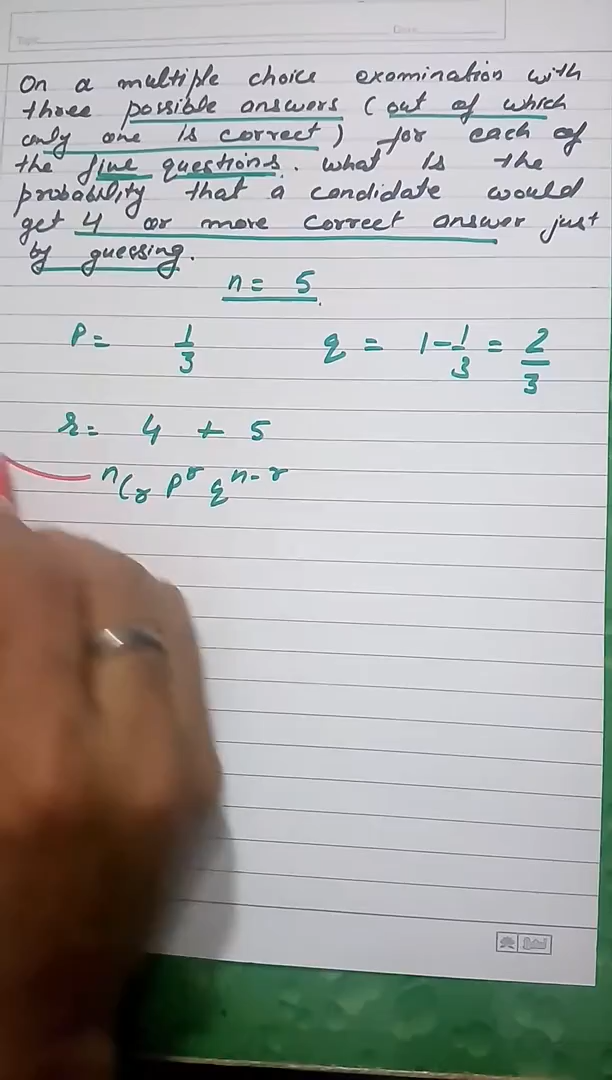 Date
On a multiple choice examination with
three possible answers (out of which
only one is correct) for each of
the five questions. what is the
probability that a candidate would
get 4 or more correct answer just
by guessing.
n = 5
P = 1/3 q = 1 - 1/3 = 2/3
r = 4 + 5
nCr p^r q^n-r